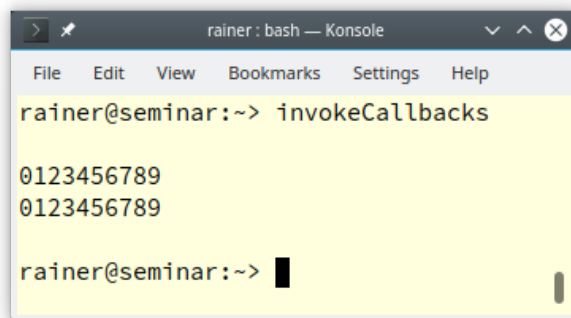 rainer : bash — Konsole
File Edit View Bookmarks Settings Help
rainer@seminar:~> invokeCallbacks
0123456789
0123456789
rainer@seminar:~>